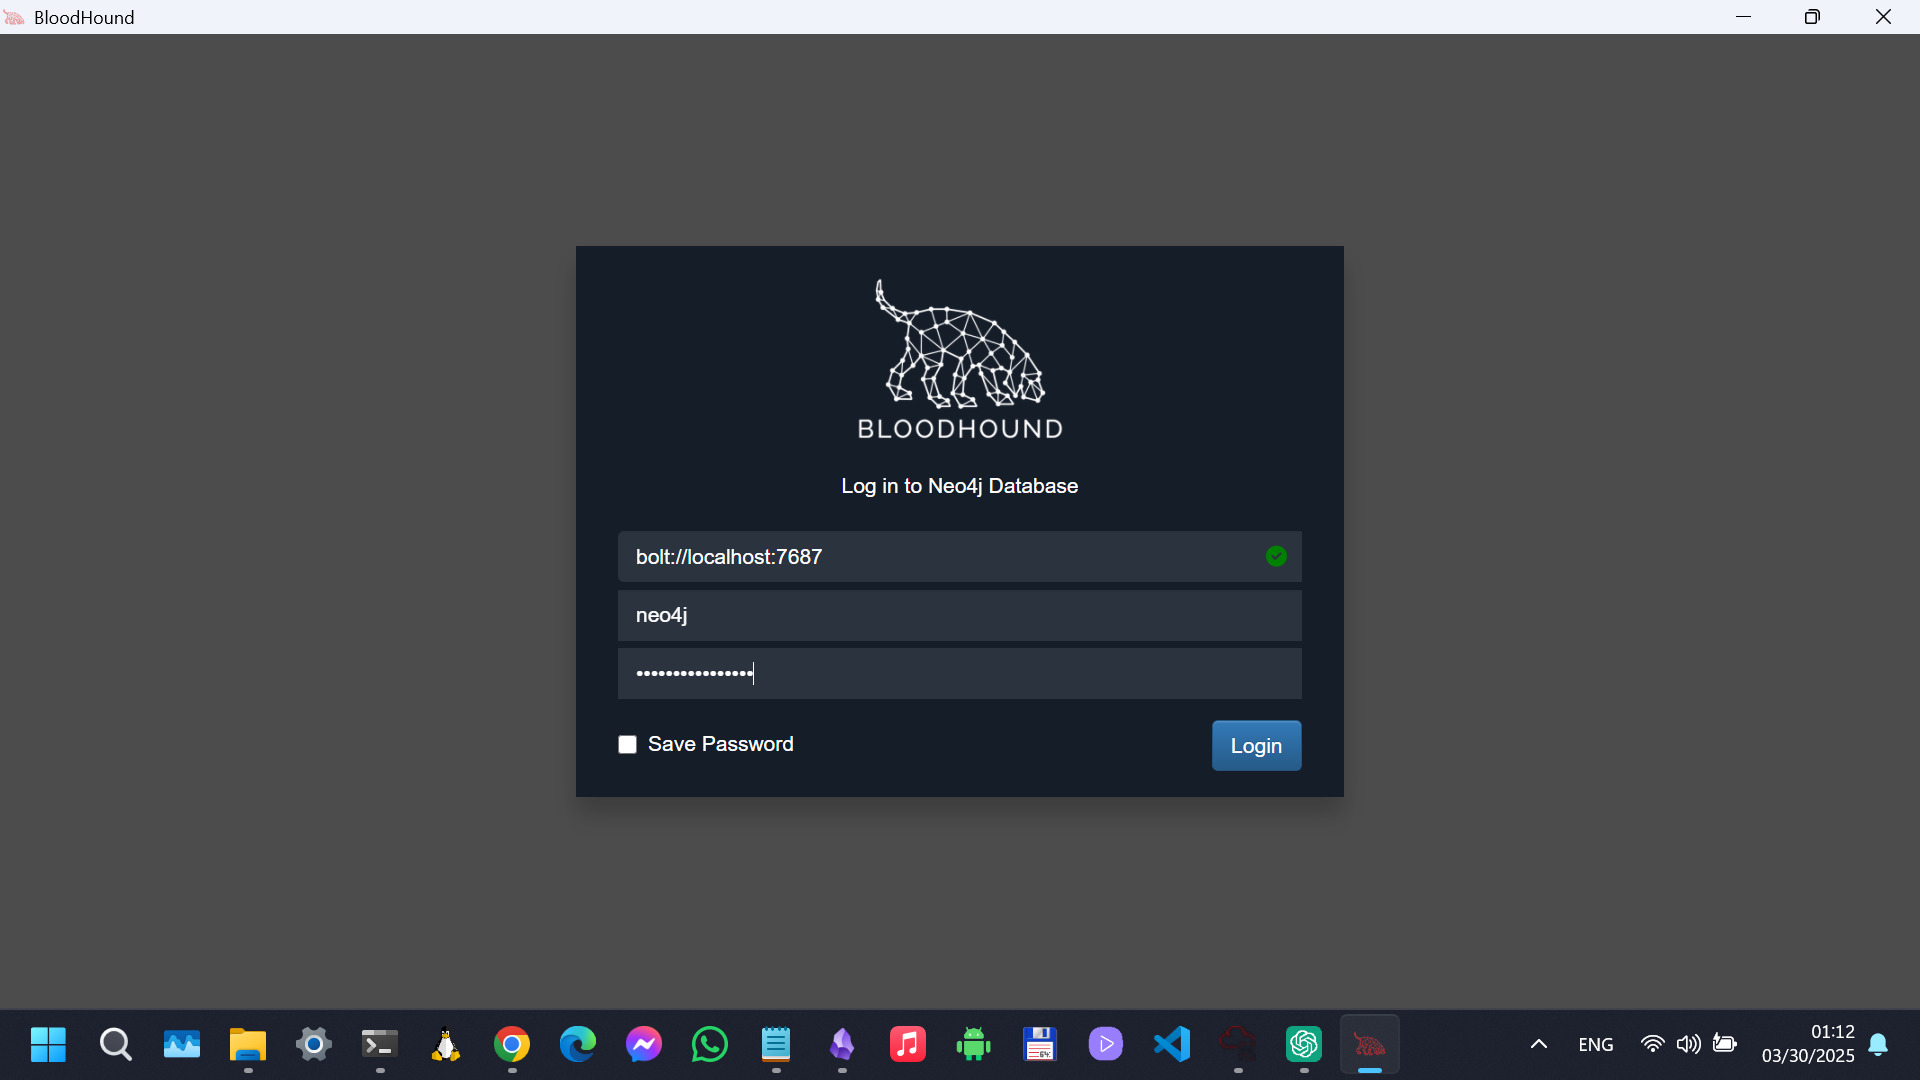 BloodHound
BLOODHOUND
Log in to Neo4j Database
bolt://localhost:7687
neo4j
••••••••••••••••
Save Password
Login
64
ENG
01:12
03/30/2025